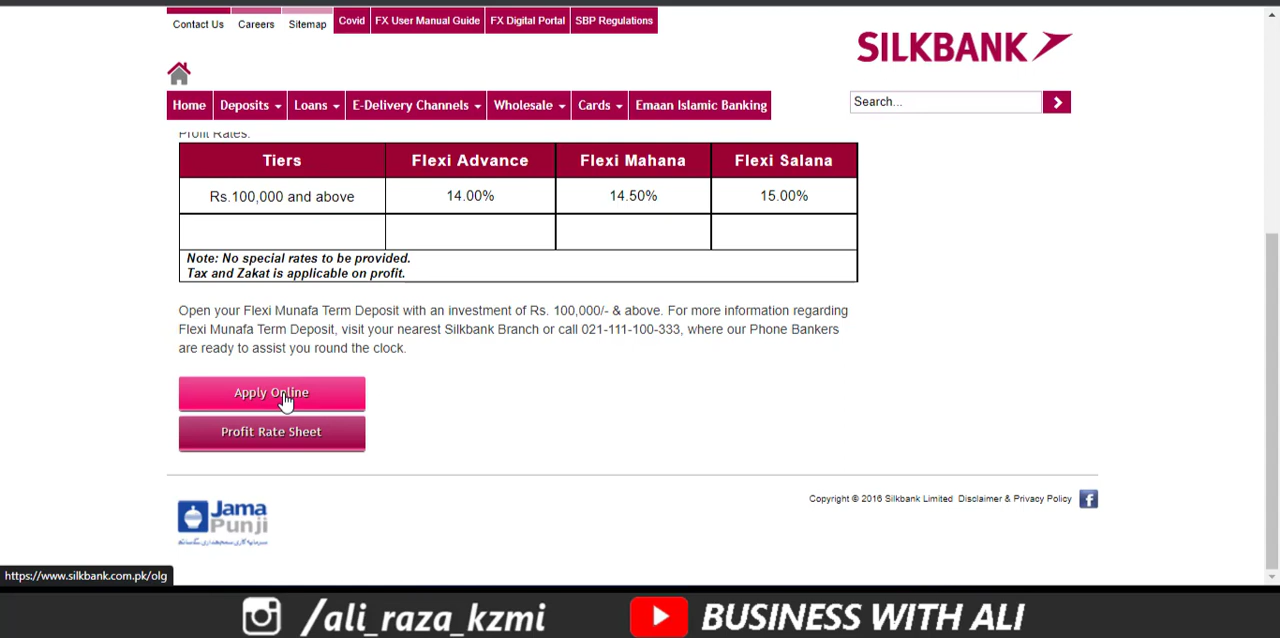 Contact Us Careers Sitemap Covid FX User Manual Guide FX Digital Portal SBP Regulations
SILKBANK
Home Deposits Loans E-Delivery Channels Wholesale Cards Emaan Islamic Banking Search...
Profit Rates:
Tiers Flexi Advance Flexi Mahana Flexi Salana
Rs.100,000 and above 14.00% 14.50% 15.00%
Note: No special rates to be provided.
Tax and Zakat is applicable on profit.
Open your Flexi Munafa Term Deposit with an investment of Rs. 100,000/- & above. For more information regarding
Flexi Munafa Term Deposit, visit your nearest Silkbank Branch or call 021-111-100-333, where our Phone Bankers
are ready to assist you round the clock.
Apply Online
Profit Rate Sheet
Copyright © 2016 Silkbank Limited Disclaimer & Privacy Policy
Jama
Punji
https://www.silkbank.com.pk/olg
/ali_raza_kzmi BUSINESS WITH ALI